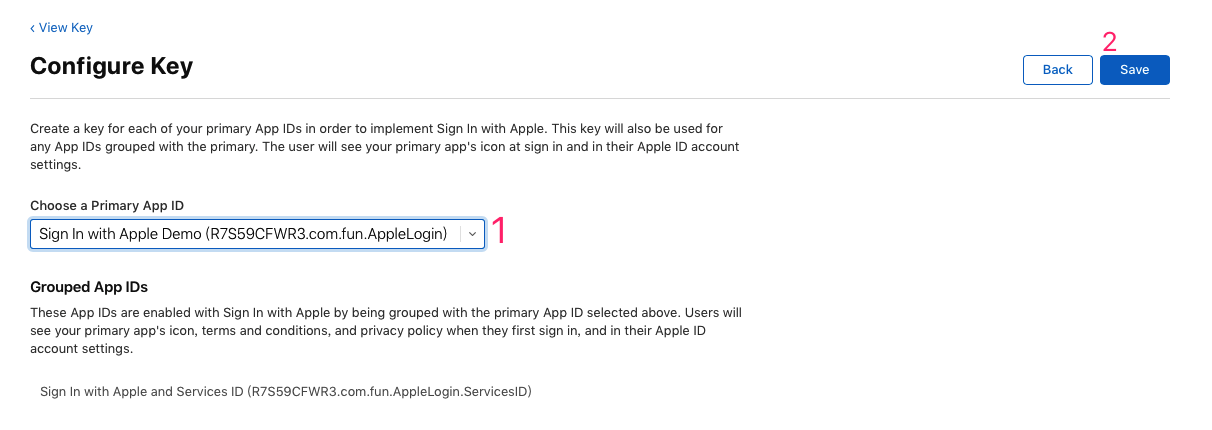 ‹ View Key
2
Configure Key
Back
Save
Create a key for each of your primary App IDs in order to implement Sign In with Apple. This key will also be used for
any App IDs grouped with the primary. The user will see your primary app's icon at sign in and in their Apple ID account
settings.
Choose a Primary App ID
Sign In with Apple Demo (R7S59CFWR3.com.fun.AppleLogin)
1
Grouped App IDs
These App IDs are enabled with Sign In with Apple by being grouped with the primary App ID selected above. Users will
see your primary app's icon, terms and conditions, and privacy policy when they first sign in, and in their Apple ID
account settings.
Sign In with Apple and Services ID (R7S59CFWR3.com.fun.AppleLogin.ServicesID)